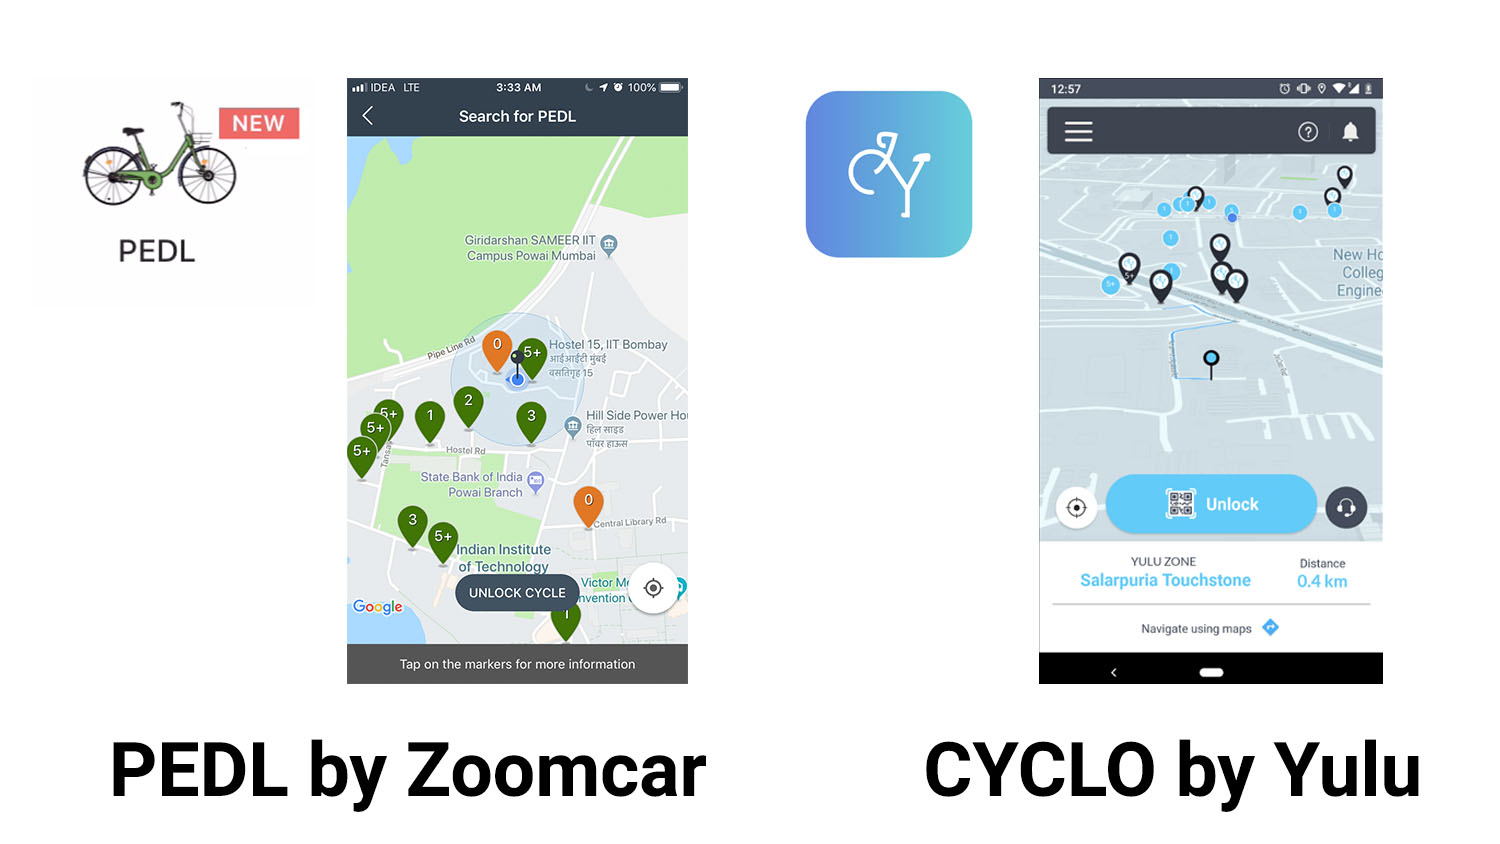 NEW
PEDL
IDEA LTE
3:33 AM
100%
Search for PEDL
Giridarshan SAMEER IIT
Campus Powai Mumbai
Pipe Line Rd
0
5+
Hostel 15, IIT Bombay
आईआईटी मुंबई
वसतिगृह 15
2
5+
1
3
5+
5+
Hill Side Power Hou
हिल साइड
पॉवर हाऊस
Hostel Rd
State Bank of India
Powai Branch
0
3
5+
Central Library Rd
Indian Institute
of Technology
UNLOCK CYCLE
Victor Me
nvention
1
Google
Tap on the markers for more information
PEDL by Zoomcar
12:57
?
1
1
5+
5+
New Ho
Colleg
Engine
Unlock
YULU ZONE
Salarpuria Touchstone
Distance
0.4 km
Navigate using maps
CYCLO by Yulu